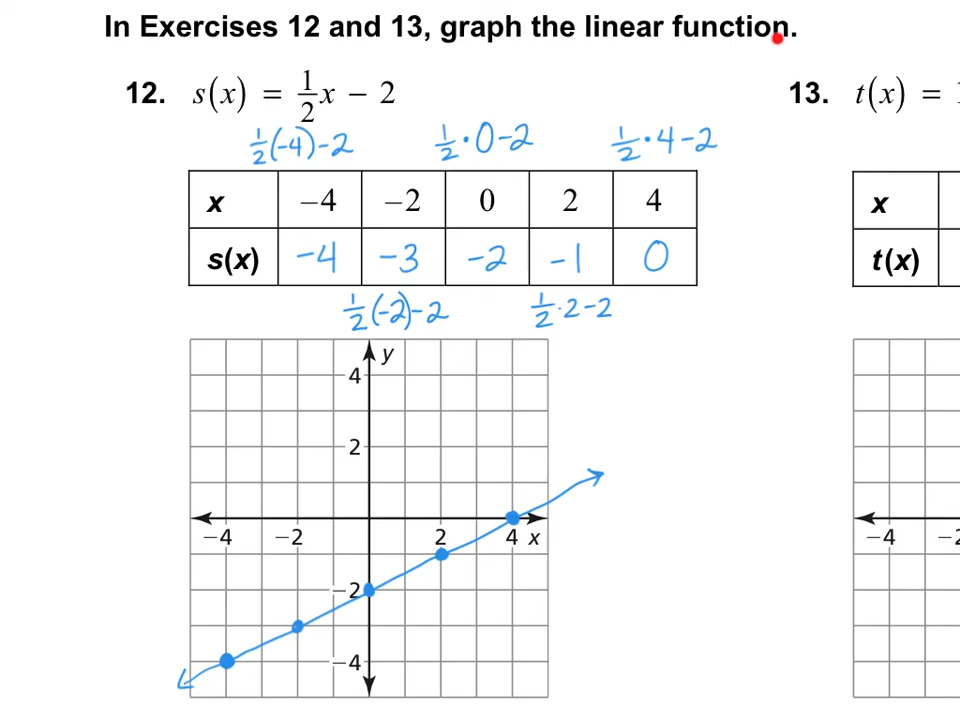 In Exercises 12 and 13, graph the linear function.
12. s(x) = 1/2 x − 2
13. t(x) =
1/2(-4)-2 1/2·0-2 1/2·4-2
x −4 −2 0 2 4
s(x) -4 -3 -2 -1 0
1/2(-2)-2 1/2·2-2
x
t(x)
y
4
2
−4 −2 2 4 x
−2
−4
−4